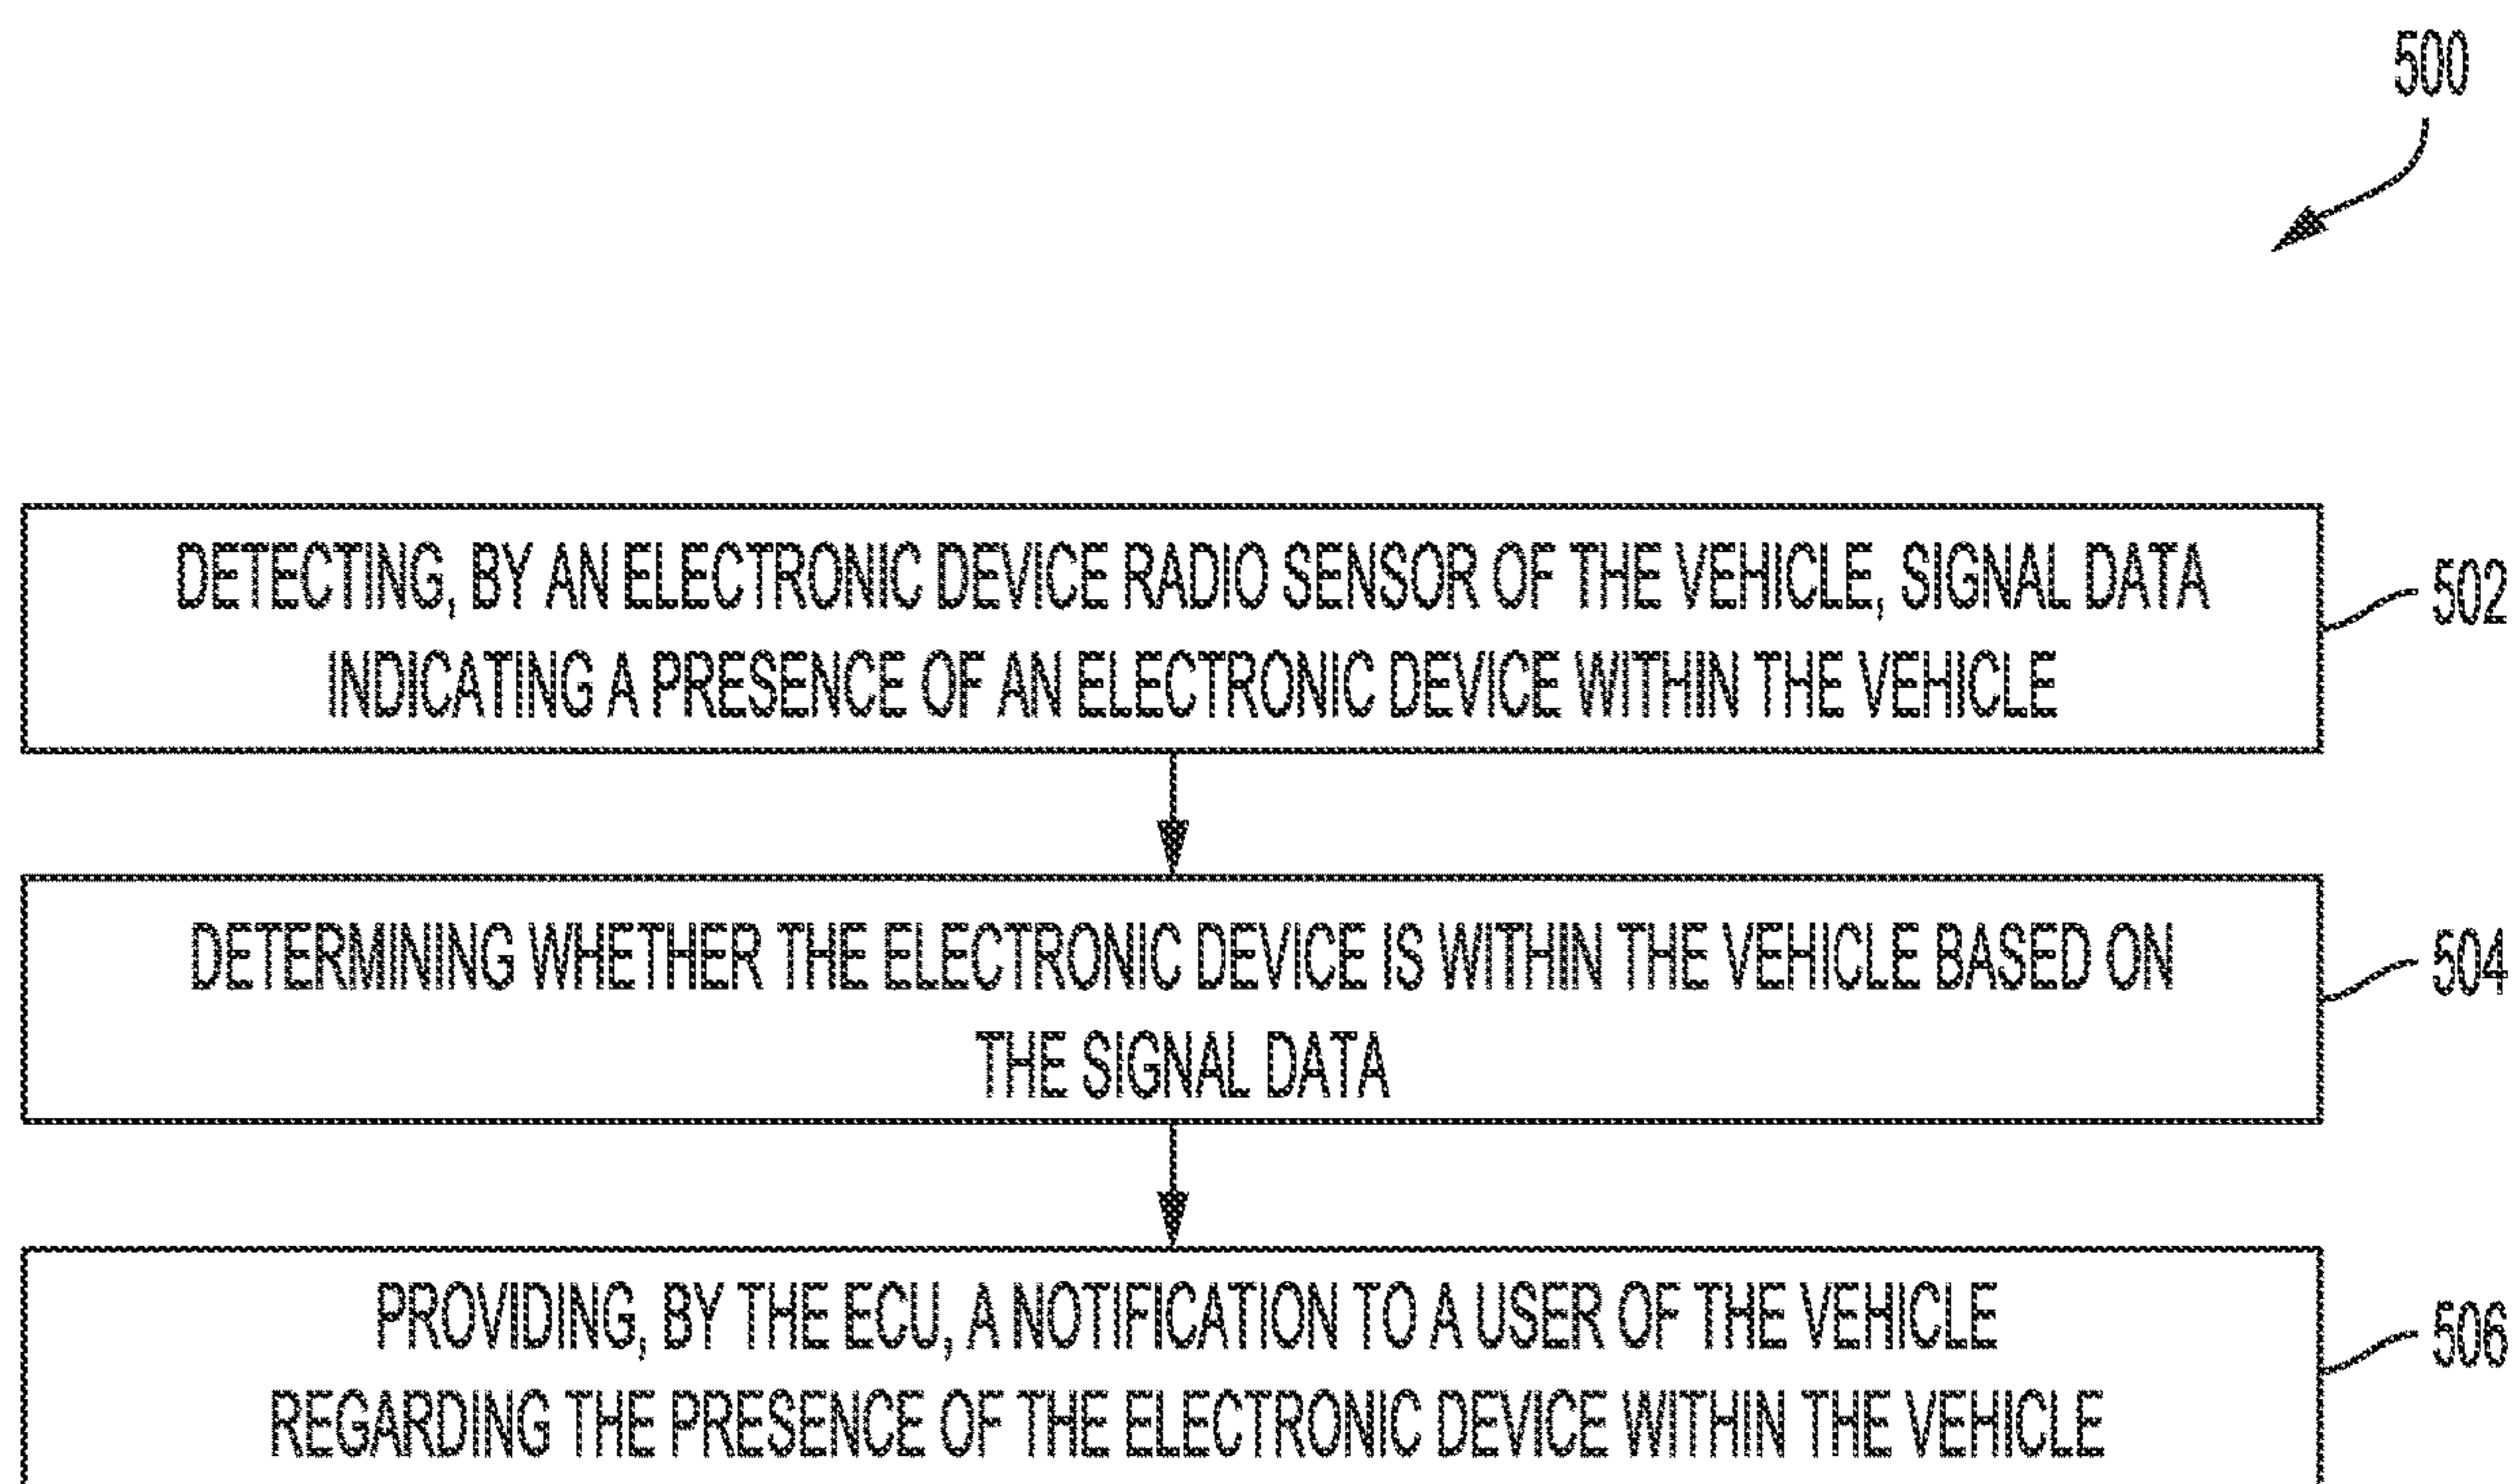 500
DETECTING, BY AN ELECTRONIC DEVICE RADIO SENSOR OF THE VEHICLE, SIGNAL DATA
INDICATING A PRESENCE OF AN ELECTRONIC DEVICE WITHIN THE VEHICLE
502
DETERMINING WHETHER THE ELECTRONIC DEVICE IS WITHIN THE VEHICLE BASED ON
THE SIGNAL DATA
504
PROVIDING, BY THE ECU, A NOTIFICATION TO A USER OF THE VEHICLE
REGARDING THE PRESENCE OF THE ELECTRONIC DEVICE WITHIN THE VEHICLE
506